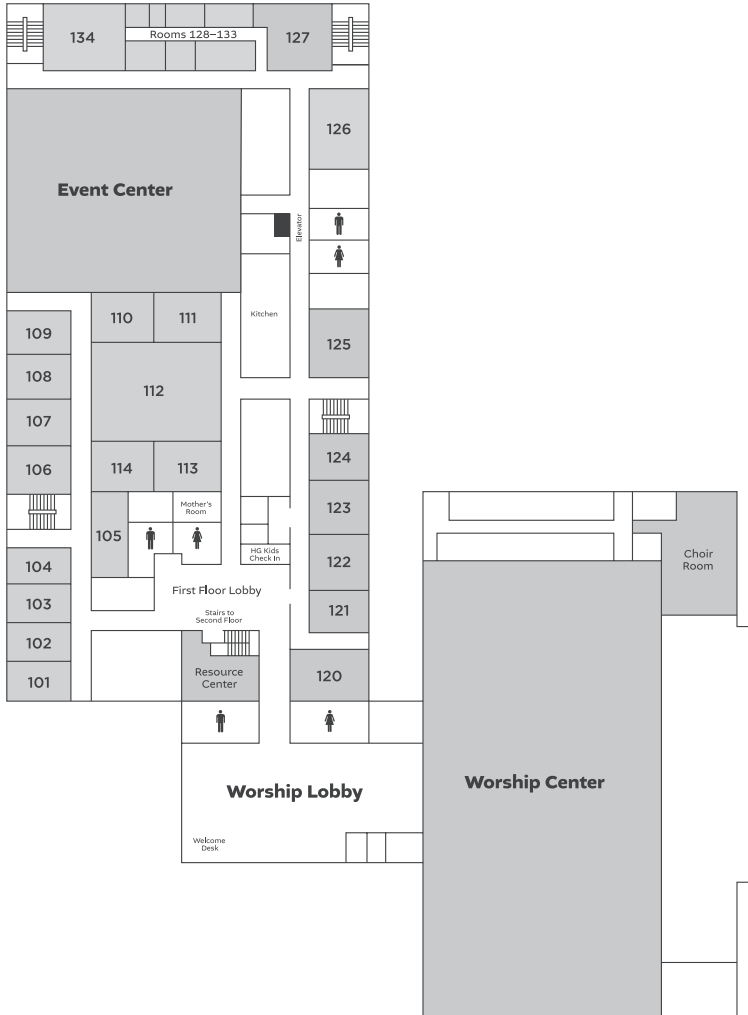 134
Rooms 128–133
127
126
Event Center
Elevator
Kitchen
110
111
109
125
108
112
107
124
106
114
113
123
Mother's
Room
105
HG Kids
Check In
122
Choir
Room
104
First Floor Lobby
103
Stairs to
Second Floor
121
102
101
Resource
Center
120
Worship Lobby
Worship Center
Welcome
Desk